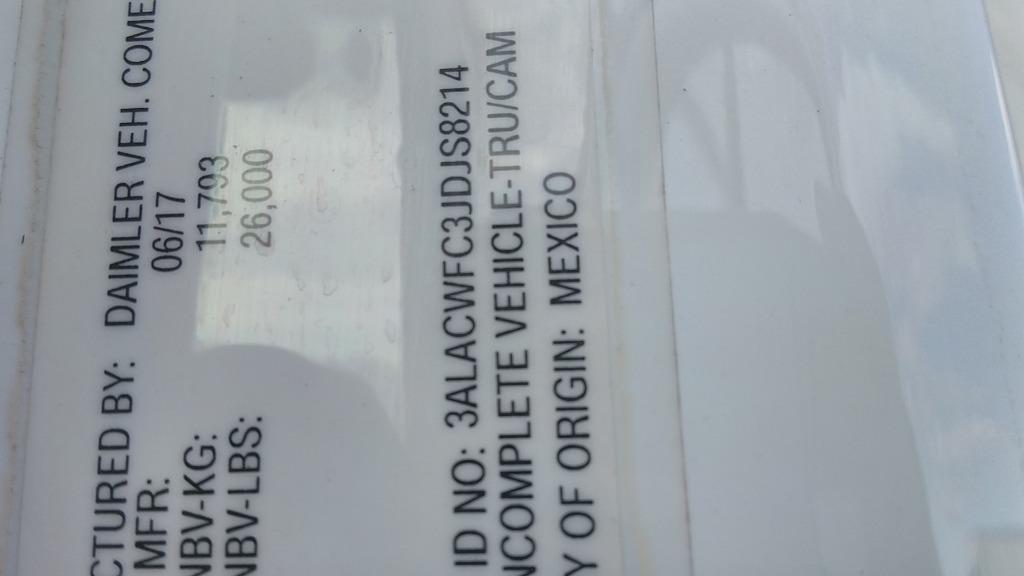 CTURED BY: DAIMLER VEH. COME
MFR: 06/17
NBV-KG: 11,793
NBV-LBS: 26,000
ID NO: 3ALACWFC3JDJS8214
NCOMPLETE VEHICLE-TRU/CAM
Y OF ORIGIN: MEXICO